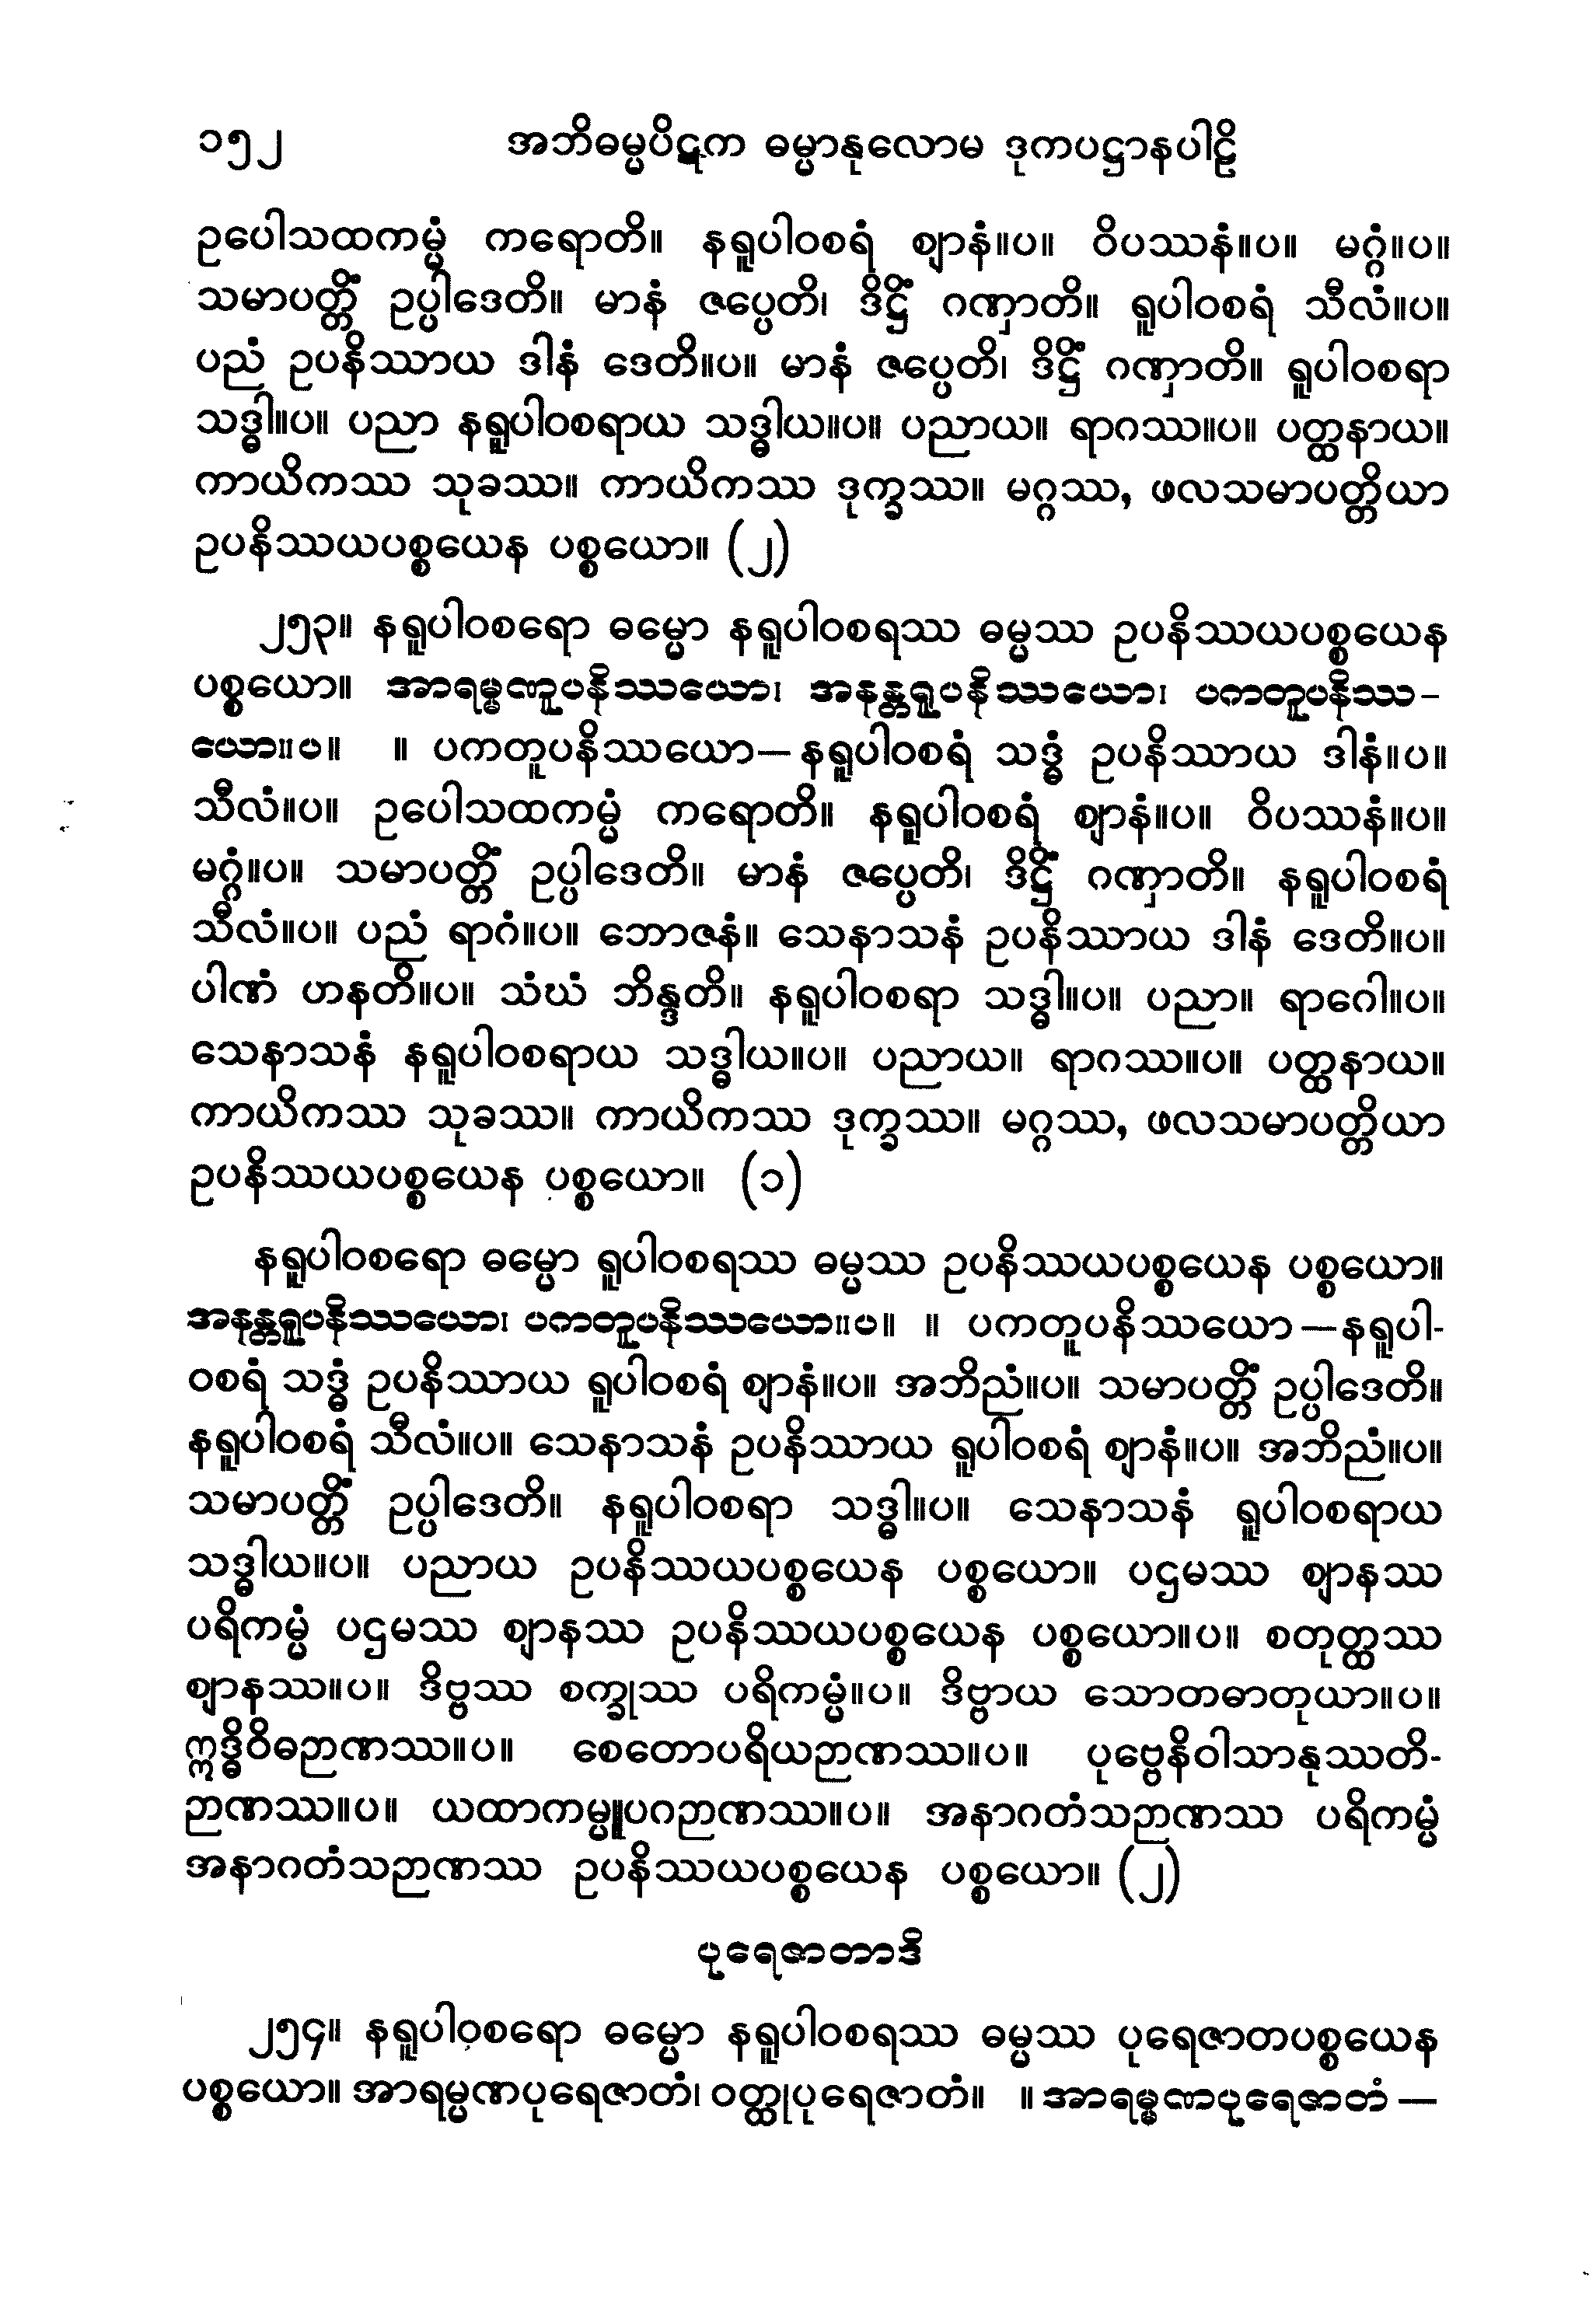 ၁၅၂ အဘိဓမ္မပိဋက ဓမ္မာနုလောမ ဒုကပဋ္ဌာနပါဠိ
ဥပေါသထကမ္မံ ကရောတိ။ နရူပါဝစရံ ဈာနံ။ပ။ ဝိပဿနံ။ပ။ မဂ္ဂံ။ပ။
သမာပတ္တိံ ဥပ္ပါဒေတိ။ မာနံ ဇပ္ပေတိ၊ ဒိဋ္ဌိံ ဂဏှာတိ။ ရူပါဝစရံ သီလံ။ပ။
ပညံ ဥပနိဿာယ ဒါနံ ဒေတိ။ပ။ မာနံ ဇပ္ပေတိ၊ ဒိဋ္ဌိံ ဂဏှာတိ။ ရူပါဝစရာ
သဒ္ဓါ။ပ။ ပညာ နရူပါဝစရာယ သဒ္ဓါယ။ပ။ ပညာယ။ ရာဂဿ။ပ။ ပတ္ထနာယ။
ကာယိကဿ သုခဿ။ ကာယိကဿ ဒုက္ခဿ။ မဂ္ဂဿ, ဖလသမာပတ္တိယာ
ဥပနိဿယပစ္စယေန ပစ္စယော။ (၂)
၂၅၃။ နရူပါဝစရော ဓမ္မော နရူပါဝစရဿ ဓမ္မဿ ဥပနိဿယပစ္စယေန
ပစ္စယော။ အာရမ္မဏူပနိဿယော၊ အနန္တရူပနိဿယော၊ ပကတူပနိဿ–
ယော။ပ။ ။ ပကတူပနိဿယော—နရူပါဝစရံ သဒ္ဓံ ဥပနိဿာယ ဒါနံ။ပ။
သီလံ။ပ။ ဥပေါသထကမ္မံ ကရောတိ။ နရူပါဝစရံ ဈာနံ။ပ။ ဝိပဿနံ။ပ။
မဂ္ဂံ။ပ။ သမာပတ္တိံ ဥပ္ပါဒေတိ။ မာနံ ဇပ္ပေတိ၊ ဒိဋ္ဌိံ ဂဏှာတိ။ နရူပါဝစရံ
သီလံ။ပ။ ပညံ ရာဂံ။ပ။ ဘောဇနံ။ သေနာသနံ ဥပနိဿာယ ဒါနံ ဒေတိ။ပ။
ပါဏံ ဟနတိ။ပ။ သံဃံ ဘိန္ဒတိ။ နရူပါဝစရာ သဒ္ဓါ။ပ။ ပညာ။ ရာဂေါ။ပ။
သေနာသနံ နရူပါဝစရာယ သဒ္ဓါယ။ပ။ ပညာယ။ ရာဂဿ။ပ။ ပတ္ထနာယ။
ကာယိကဿ သုခဿ။ ကာယိကဿ ဒုက္ခဿ။ မဂ္ဂဿ, ဖလသမာပတ္တိယာ
ဥပနိဿယပစ္စယေန ပစ္စယော။ (၁)
နရူပါဝစရော ဓမ္မော ရူပါဝစရဿ ဓမ္မဿ ဥပနိဿယပစ္စယေန ပစ္စယော။
အနန္တရူပနိဿယော၊ ပကတူပနိဿယော။ပ။ ။ ပကတူပနိဿယော—နရူပါ-
ဝစရံ သဒ္ဓံ ဥပနိဿာယ ရူပါဝစရံ ဈာနံ။ပ။ အဘိညံ။ပ။ သမာပတ္တိံ ဥပ္ပါဒေတိ။
နရူပါဝစရံ သီလံ။ပ။ သေနာသနံ ဥပနိဿာယ ရူပါဝစရံ ဈာနံ။ပ။ အဘိညံ။ပ။
သမာပတ္တိံ ဥပ္ပါဒေတိ။ နရူပါဝစရာ သဒ္ဓါ။ပ။ သေနာသနံ ရူပါဝစရာယ
သဒ္ဓါယ။ပ။ ပညာယ ဥပနိဿယပစ္စယေန ပစ္စယော။ ပဌမဿ ဈာနဿ
ပရိကမ္မံ ပဌမဿ ဈာနဿ ဥပနိဿယပစ္စယေန ပစ္စယော။ပ။ စတုတ္ထဿ
ဈာနဿ။ပ။ ဒိဗ္ဗဿ စက္ခုဿ ပရိကမ္မံ။ပ။ ဒိဗ္ဗာယ သောတဓာတုယာ။ပ။
ဣဒ္ဓိဝိဓဉာဏဿ။ပ။ စေတောပရိယဉာဏဿ။ပ။ ပုဗ္ဗေနိဝါသာနုဿတိ-
ဉာဏဿ။ပ။ ယထာကမ္မူပဂဉာဏဿ။ပ။ အနာဂတံသဉာဏဿ ပရိကမ္မံ
အနာဂတံသဉာဏဿ ဥပနိဿယပစ္စယေန ပစ္စယော။ (၂)
ပုရေဇာတာဒိ
၂၅၄။ နရူပါဝစရော ဓမ္မော နရူပါဝစရဿ ဓမ္မဿ ပုရေဇာတပစ္စယေန
ပစ္စယော။ အာရမ္မဏပုရေဇာတံ၊ ဝတ္ထုပုရေဇာတံ။ ။ အာရမ္မဏပုရေဇာတံ—